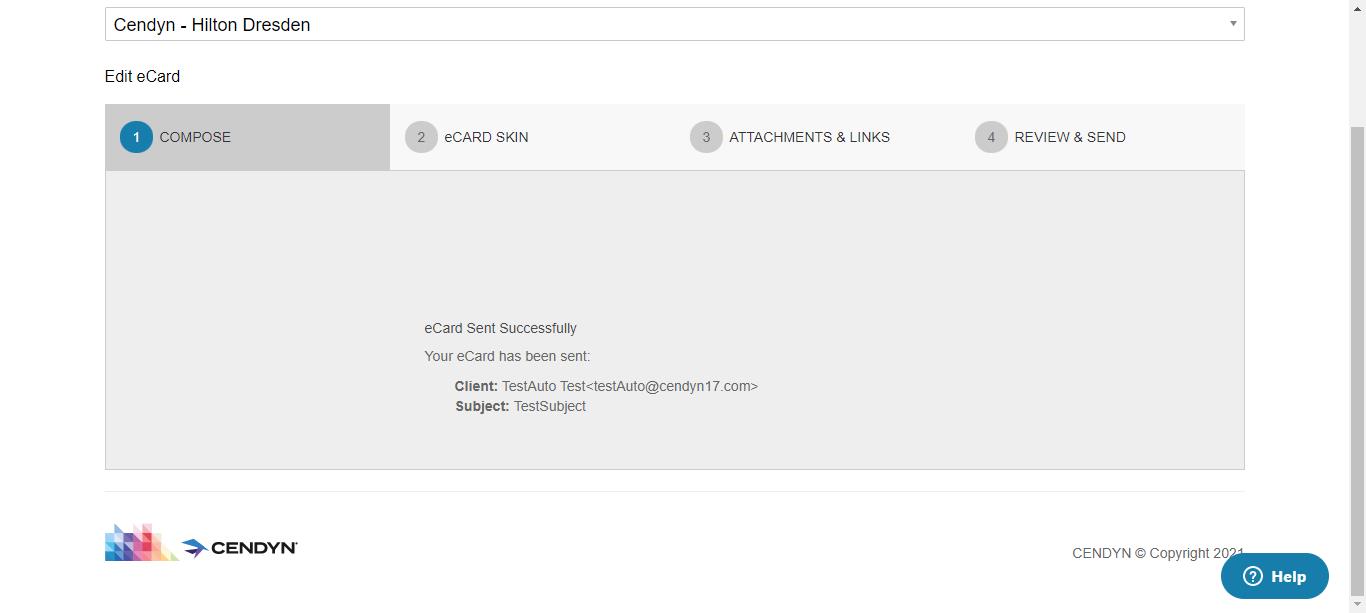 Cendyn - Hilton Dresden
Edit eCard
1 COMPOSE
2 eCARD SKIN
3 ATTACHMENTS & LINKS
4 REVIEW & SEND
eCard Sent Successfully
Your eCard has been sent:
Client: TestAuto Test<testAuto@cendyn17.com>
Subject: TestSubject
CENDYN
CENDYN © Copyright 2021
? Help